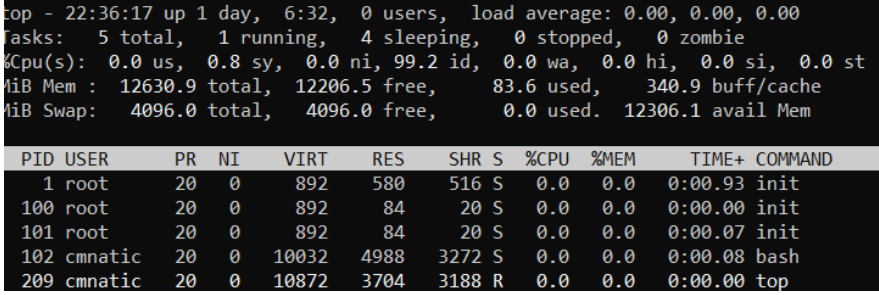 top - 22:36:17 up 1 day,  6:32,  0 users,  load average: 0.00, 0.00, 0.00
Tasks:   5 total,   1 running,   4 sleeping,   0 stopped,   0 zombie
%Cpu(s):  0.0 us,  0.8 sy,  0.0 ni, 99.2 id,  0.0 wa,  0.0 hi,  0.0 si,  0.0 st
MiB Mem :  12630.9 total,  12206.5 free,     83.6 used,    340.9 buff/cache
MiB Swap:   4096.0 total,   4096.0 free,      0.0 used.  12306.1 avail Mem
PID USER      PR  NI    VIRT    RES    SHR S  %CPU  %MEM     TIME+ COMMAND
1 root      20   0     892    580    516 S   0.0   0.0   0:00.93 init
100 root      20   0     892     84     20 S   0.0   0.0   0:00.00 init
101 root      20   0     892     84     20 S   0.0   0.0   0:00.07 init
102 cmnatic   20   0   10032   4988   3272 S   0.0   0.0   0:00.08 bash
209 cmnatic   20   0   10872   3704   3188 R   0.0   0.0   0:00.00 top